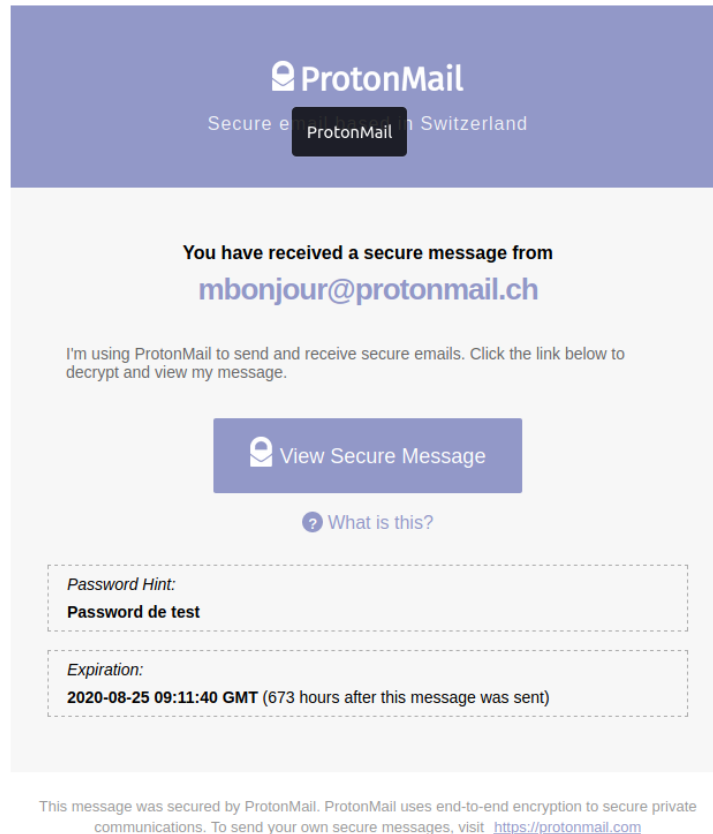 ProtonMail
Secure email based in Switzerland
ProtonMail
You have received a secure message from
mbonjour@protonmail.ch
I'm using ProtonMail to send and receive secure emails. Click the link below to
decrypt and view my message.
View Secure Message
? What is this?
Password Hint:
Password de test
Expiration:
2020-08-25 09:11:40 GMT (673 hours after this message was sent)
This message was secured by ProtonMail. ProtonMail uses end-to-end encryption to secure private
communications. To send your own secure messages, visit https://protonmail.com